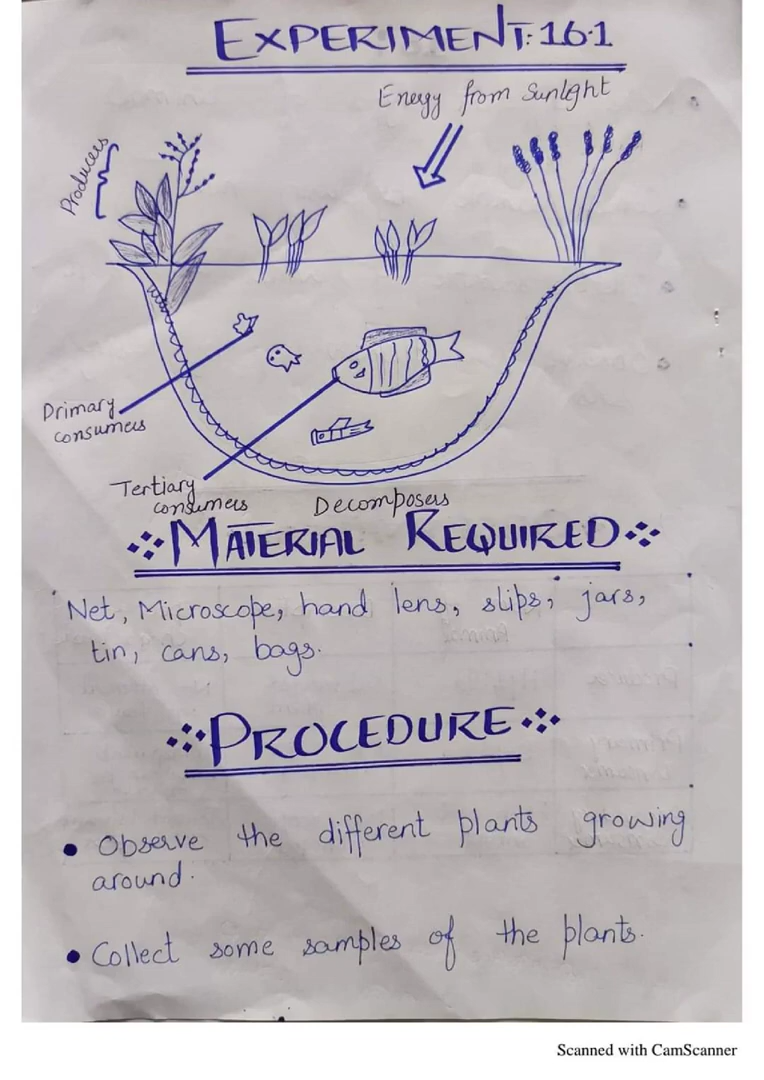 EXPERIMENT: 16.1
Energy from Sunlght
Producers
Primary
consumers
Tertiary
consumers
Decomposers
MATERIAL REQUIRED
Net, Microscope, hand lens, slips, jars,
tin, cans, bags.
PROCEDURE
• Observe the different plants growing
around.
• Collect some samples of the plants.
Scanned with CamScanner